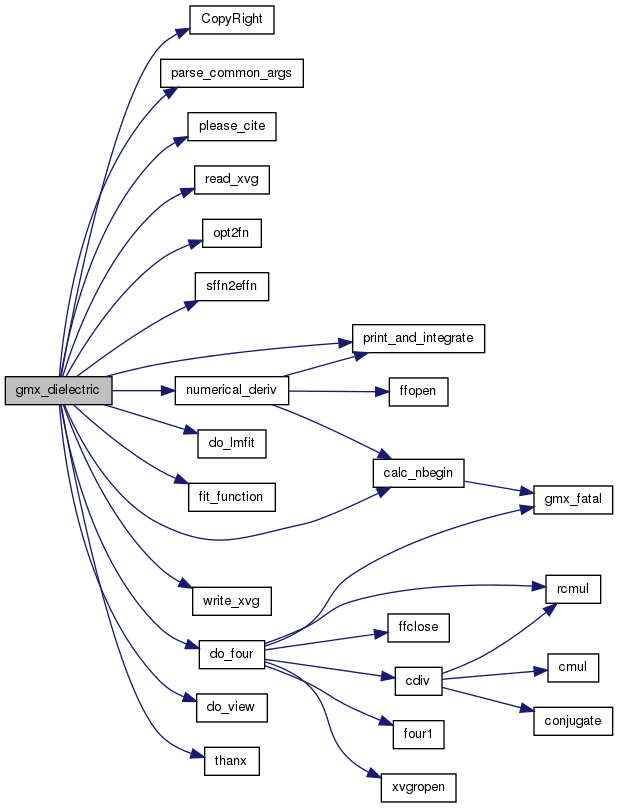 CopyRight
parse_common_args
please_cite
read_xvg
opt2fn
sffn2effn
print_and_integrate
gmx_dielectric
numerical_deriv
ffopen
do_lmfit
calc_nbegin
fit_function
gmx_fatal
write_xvg
rcmul
ffclose
do_four
cmul
cdiv
do_view
conjugate
four1
thanx
xvgropen